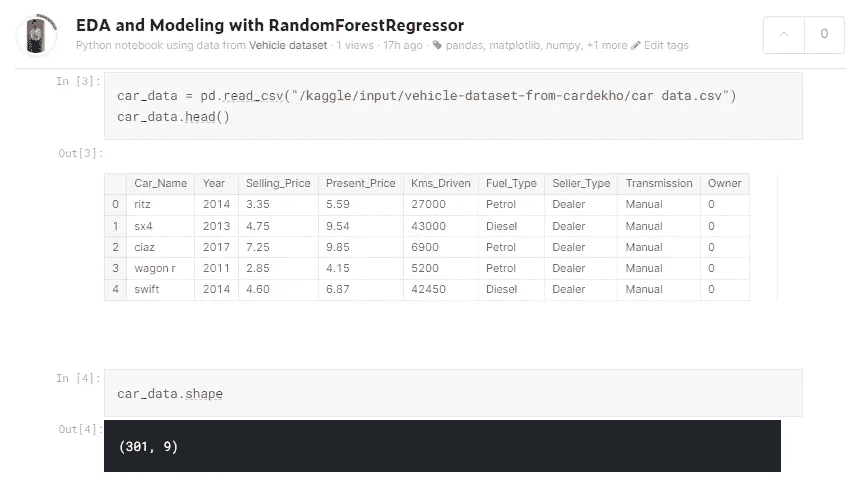 EDA and Modeling with RandomForestRegressor
0
Python notebook using data from Vehicle dataset · 1 views · 17h ago · pandas, matplotlib, numpy, +1 more Edit tags
In [3]:
car_data = pd.read_csv("/kaggle/input/vehicle-dataset-from-cardekho/car data.csv")
car_data.head()
Out[3]:
Car_Name Year Selling_Price Present_Price Kms_Driven Fuel_Type Seller_Type Transmission Owner
0 ritz 2014 3.35 5.59 27000 Petrol Dealer Manual 0
1 sx4 2013 4.75 9.54 43000 Diesel Dealer Manual 0
2 ciaz 2017 7.25 9.85 6900 Petrol Dealer Manual 0
3 wagon r 2011 2.85 4.15 5200 Petrol Dealer Manual 0
4 swift 2014 4.60 6.87 42450 Diesel Dealer Manual 0
In [4]:
car_data.shape
Out[4]:
(301, 9)